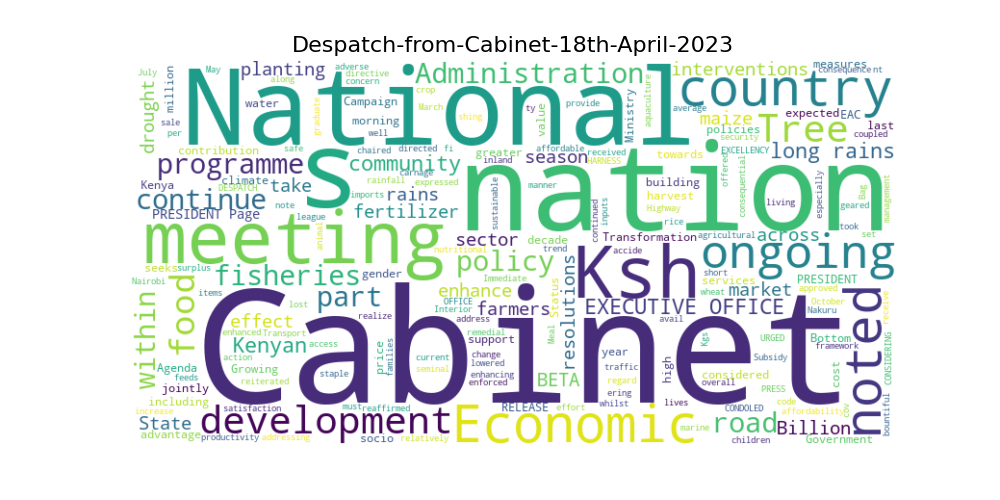 Despatch-from-Cabinet-18th-April-2023
July
May
adverse
directive
planting
along
concern
Administration
interventions
measures
consequence nt
million
drought
water
Campaign
crop
March
shing
ty
value
provide
Ministry
aquaculture
country
sale
morning
graduate
National
average
maize
expected
EAC
per
well
policies
Tree
last
contribution
safe
chaired
directed
fi
affordable
received
security
coupled
programme
community
greater
season
inland
HARNESS
towards
offered
EXCELLENCY
long rains
Kenya
climate
carnage
rainfall
expressed
s
nation
building
consequential
especially
Bag
management
DESPATCH
continue
take
imports
rains
manner
sustainable
harvest
living
geared
note
league
fertilizer
continued
inputs
rice
Highway
took
PRESIDENT Page
animal
set
meeting
sector
decade
trend
Transformation
agricultural
across
nutritional
accide
ongoing
seeks
surplus
policy
Ksh
short
Nairobi
fisheries
gender
Immediate
resolutions
services
market
PRESIDENT
items
enhance
Status
wheat
approved
within
food
part
OFFICE
farmers
EXECUTIVE OFFICE
October
receive
lost
Interior
Nakuru
noted
effect
realize
address
avail
URGED
Bottom
enhanced
Transport
support
remedial
Kgs
framework
Kenyan
access
price
families
Meal
year
high
Cabinet
CONSIDERING
Agenda
action
Growing
current
change
lowered
traffic
Subsidy
feeds
reiterated
staple
enhancing
enforced
BETA
regard
considered
cost
jointly
seminal
ering
overall
bountiful
including
must
RELEASE
effort
whilst
lives
PRESS
code
increase
satisfaction
reaffirmed
CONDOLED
affordability
cov
State
development
Economic
road
Billion
advantage
productivity
addressing
socio
relatively
marine
children
Government